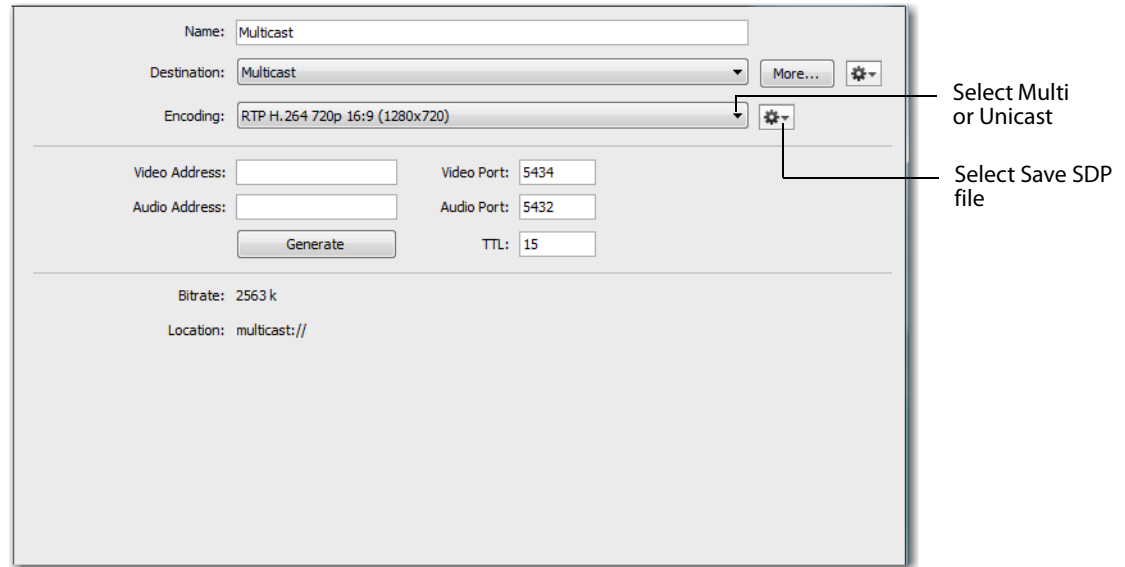 Name: Multicast
Destination: Multicast More...
Encoding: RTP H.264 720p 16:9 (1280x720)
Select Multi
or Unicast
Video Address: Video Port: 5434
Select Save SDP
file
Audio Address: Audio Port: 5432
Generate TTL: 15
Bitrate: 2563 k
Location: multicast://